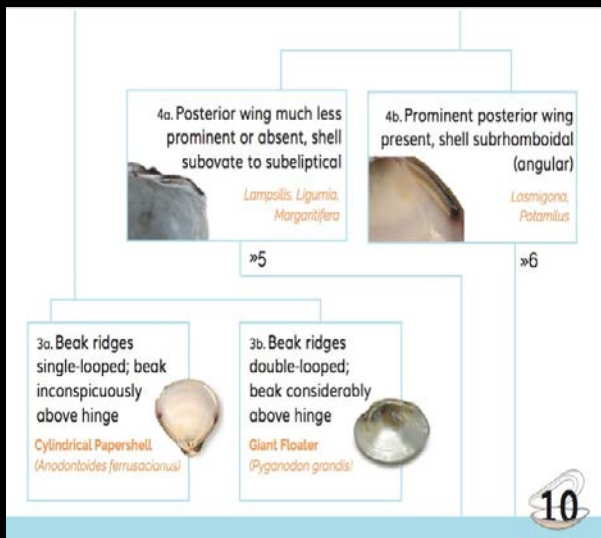 4a. Posterior wing much less
prominent or absent, shell
subovate to subeliptical
Lampsilis, Ligumia,
Margaritifera
»5
4b. Prominent posterior wing
present, shell subrhomboidal
(angular)
Lasmigona,
Potamilus
»6
3a. Beak ridges
single-looped; beak
inconspicuously
above hinge
Cylindrical Papershell
(Anodontoides ferrusacianus)
3b. Beak ridges
double-looped;
beak considerably
above hinge
Giant Floater
(Pyganodon grandis)
10